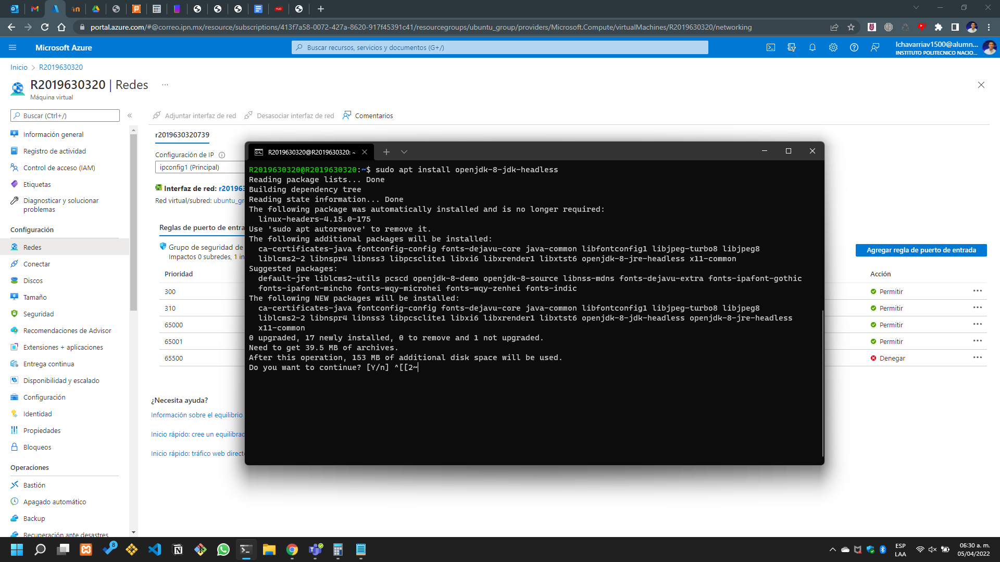 portal.azure.com/#@correo.ipn.mx/resource/subscriptions/413f7a58-0072-427a-8620-917f45391c41/resourcegroups/ubuntu_group/providers/Microsoft.Compute/virtualMachines/R2019630320/networking
Microsoft Azure
Buscar recursos, servicios y documentos (G+/)
lchavarriav1500@alumn...
INSTITUTO POLITECNICO NACIO...
Inicio > R2019630320
R2019630320 | Redes ...
Máquina virtual
Buscar (Ctrl+/)
«
Adjuntar interfaz de red
Desasociar interfaz de red
Comentarios
Información general
Registro de actividad
Control de acceso (IAM)
Etiquetas
Diagnosticar y solucionar
problemas
Configuración
Redes
Conectar
Discos
Tamaño
Seguridad
Recomendaciones de Advisor
Extensiones + aplicaciones
Entrega continua
Disponibilidad y escalado
Configuración
Identidad
Propiedades
Bloqueos
Operaciones
Bastión
Apagado automático
Backup
Recuperación ante desastres
r2019630320739
Configuración de IP
ipconfig1 (Principal)
Interfaz de red: r20196
Red virtual/subred: ubuntu_gr
Reglas de puerto de entra
Grupo de seguridad de
Impactos 0 subredes, 1 in
Agregar regla de puerto de entrada
Prioridad
Acción
300
Permitir
310
Permitir
65000
Permitir
65001
Permitir
65500
Denegar
¿Necesita ayuda?
Información sobre el equilibrio
Inicio rápido: cree un equilibrac
Inicio rápido: tráfico web direct
R2019630320@R2019630320: ~
R2019630320@R2019630320:~$ sudo apt install openjdk-8-jdk-headless
Reading package lists... Done
Building dependency tree
Reading state information... Done
The following package was automatically installed and is no longer required:
linux-headers-4.15.0-175
Use 'sudo apt autoremove' to remove it.
The following additional packages will be installed:
ca-certificates-java fontconfig-config fonts-dejavu-core java-common libfontconfig1 libjpeg-turbo8 libjpeg8
liblcms2-2 libnspr4 libnss3 libpcsclite1 libxi6 libxrender1 libxtst6 openjdk-8-jre-headless x11-common
Suggested packages:
default-jre liblcms2-utils pcscd openjdk-8-demo openjdk-8-source libnss-mdns fonts-dejavu-extra fonts-ipafont-gothic
fonts-ipafont-mincho fonts-wqy-microhei fonts-wqy-zenhei fonts-indic
The following NEW packages will be installed:
ca-certificates-java fontconfig-config fonts-dejavu-core java-common libfontconfig1 libjpeg-turbo8 libjpeg8
liblcms2-2 libnspr4 libnss3 libpcsclite1 libxi6 libxrender1 libxtst6 openjdk-8-jdk-headless openjdk-8-jre-headless
x11-common
0 upgraded, 17 newly installed, 0 to remove and 1 not upgraded.
Need to get 39.5 MB of archives.
After this operation, 153 MB of additional disk space will be used.
Do you want to continue? [Y/n] ^[[2~
8
ESP
LAA
06:30 a. m.
05/04/2022